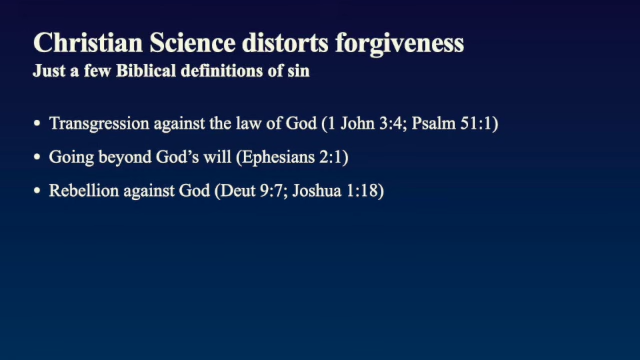 Christian Science distorts forgiveness
Just a few Biblical definitions of sin
• Transgression against the law of God (1 John 3:4; Psalm 51:1)
• Going beyond God’s will (Ephesians 2:1)
• Rebellion against God (Deut 9:7; Joshua 1:18)